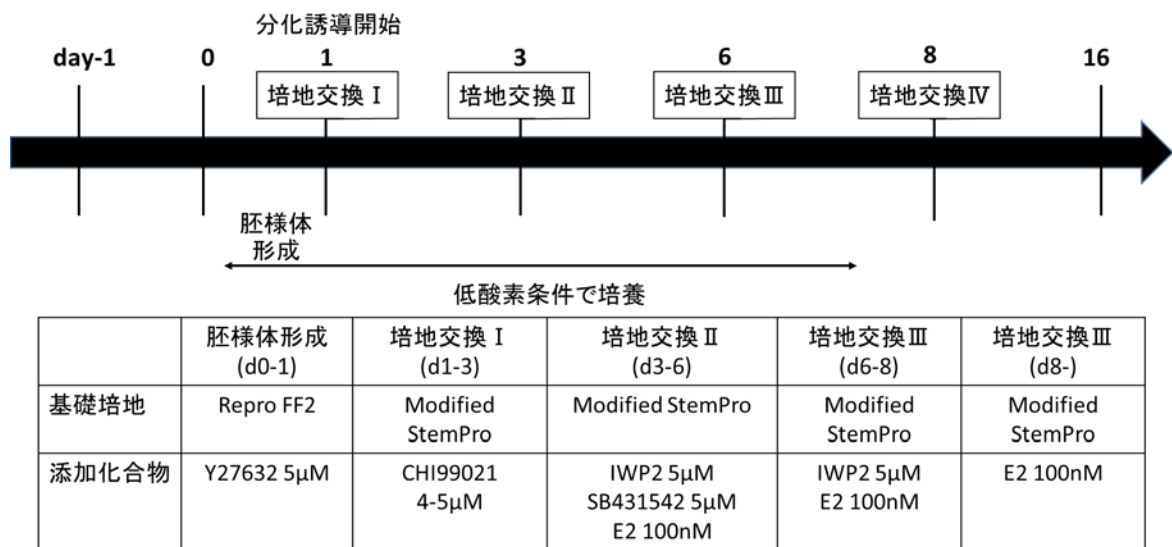 分化誘導開始
day-1 0 1 3 6 8 16
培地交換Ⅰ 培地交換Ⅱ 培地交換Ⅲ 培地交換Ⅳ
胚様体
形成
低酸素条件で培養
胚様体形成 培地交換Ⅰ 培地交換Ⅱ 培地交換Ⅲ 培地交換Ⅲ
(d0-1) (d1-3) (d3-6) (d6-8) (d8-)
基礎培地 Repro FF2 Modified StemPro Modified Modified
StemPro StemPro StemPro
添加化合物 Y27632 5μM CHI99021 IWP2 5μM IWP2 5μM E2 100nM
4-5μM SB431542 5μM E2 100nM
E2 100nM